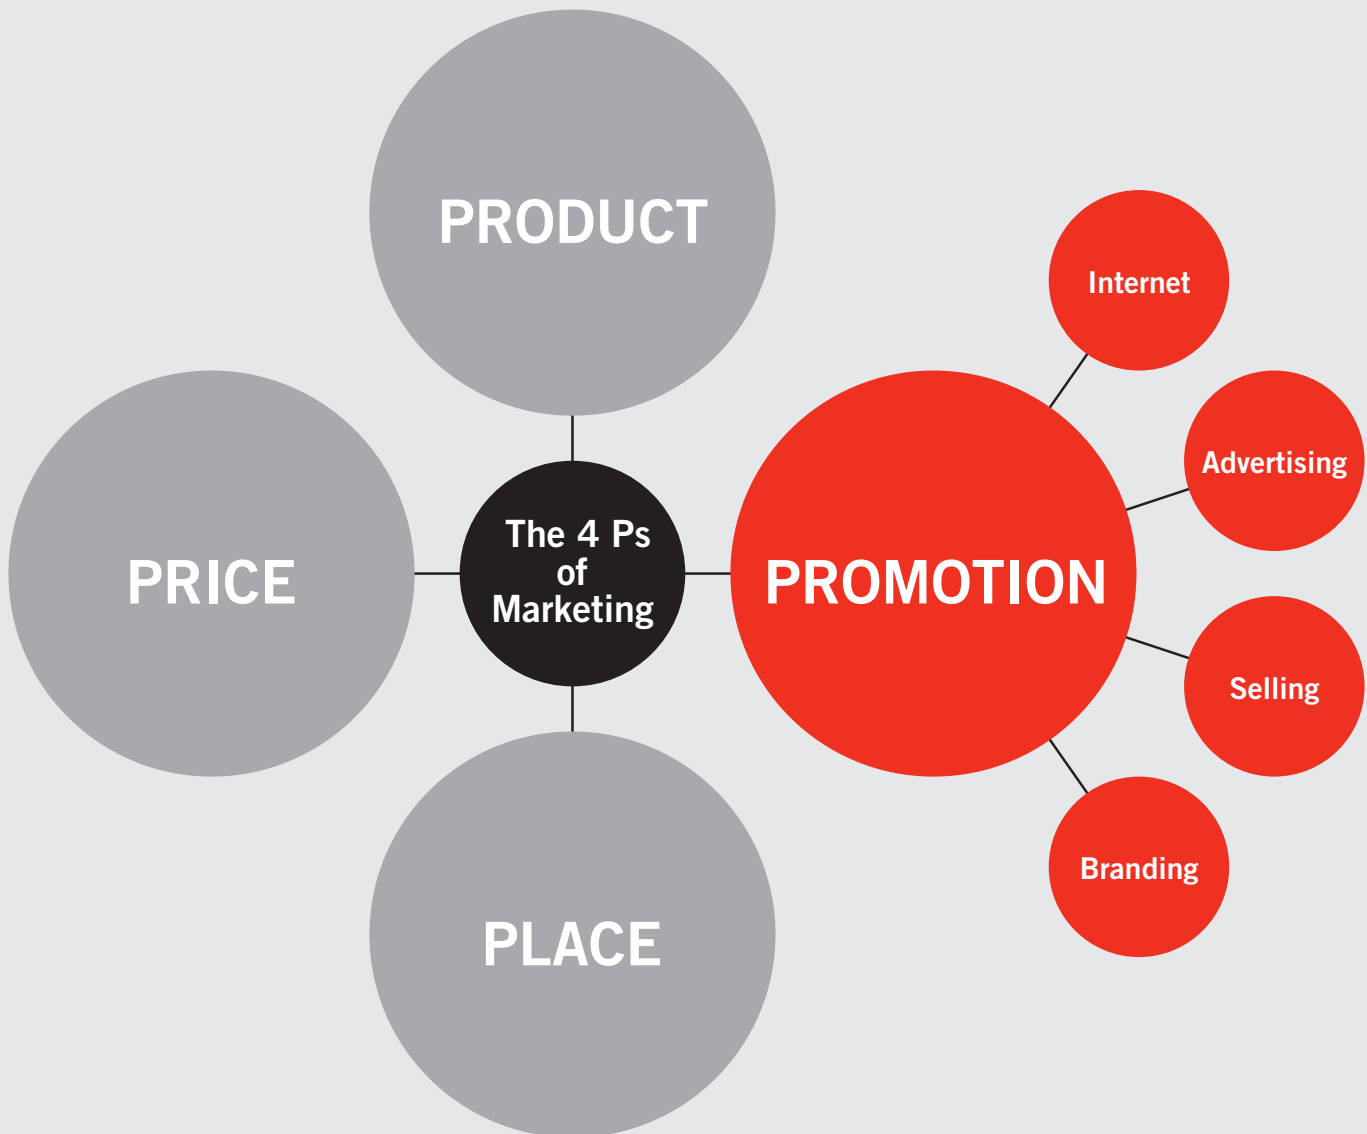 PRODUCT
Internet
Advertising
The 4 Ps
of
Marketing
PRICE
PROMOTION
Selling
Branding
PLACE